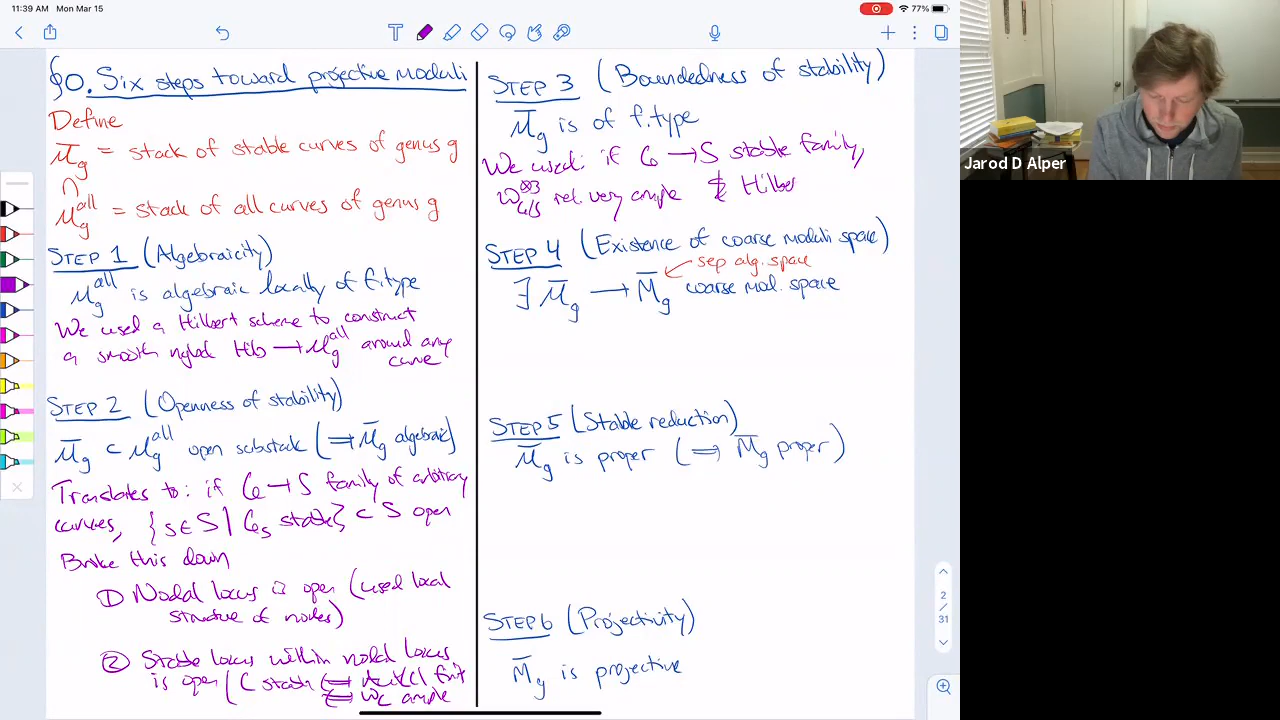 11:39 AM Mon Mar 15
77%
§0. Six steps toward projective moduli
Define
M̄g = stack of stable curves of genus g
∩
Mg^all = stack of all curves of genus g
STEP 1 (Algebraicity)
Mg^all is algebraic locally of f.type
We used a Hilbert scheme to construct
a smooth nghd Hilb → Mg^all around any
curve
STEP 2 (Openness of stability)
M̄g ⊂ Mg^all open substack (⟹ M̄g algebraic)
Translates to: if C → S family of arbitrary
curves, {s ∈ S | Cs stable} ⊂ S open
Broke this down
① Nodal locus is open (used local
structure of nodes)
② Stable locus within nodal locus
is open (C stable ⟺ Aut(C) finite
⟺ ωC ample
STEP 3 (Boundedness of stability)
M̄g is of f.type
We used: if C → S stable family,
ω^⊗3 C/S rel. very ample & Hilber
STEP 4 (Existence of coarse moduli space)
sep alg. space
∃ M̄g → M̄g coarse mod. space
STEP 5 (Stable reduction)
M̄g is proper (⟹ M̄g proper)
STEP 6 (Projectivity)
M̄g is projective
2
/
31
Jarod D Alper